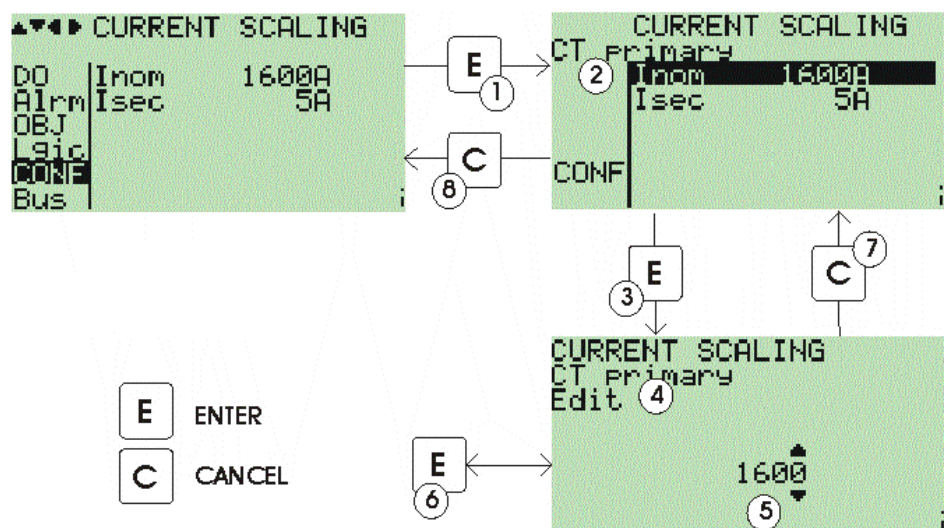 ▲▼◀▶ CURRENT SCALING
DO Inom 1600A
Alrm Isec 5A
OBJ
Lgic
CONF
Bus i
E
1
C
8
CURRENT SCALING
CT primary
2
Inom 1600A
Isec 5A
CONF
i
E
3
C
7
CURRENT SCALING
CT primary
Edit 4
1600
5
i
E
6
E ENTER
C CANCEL